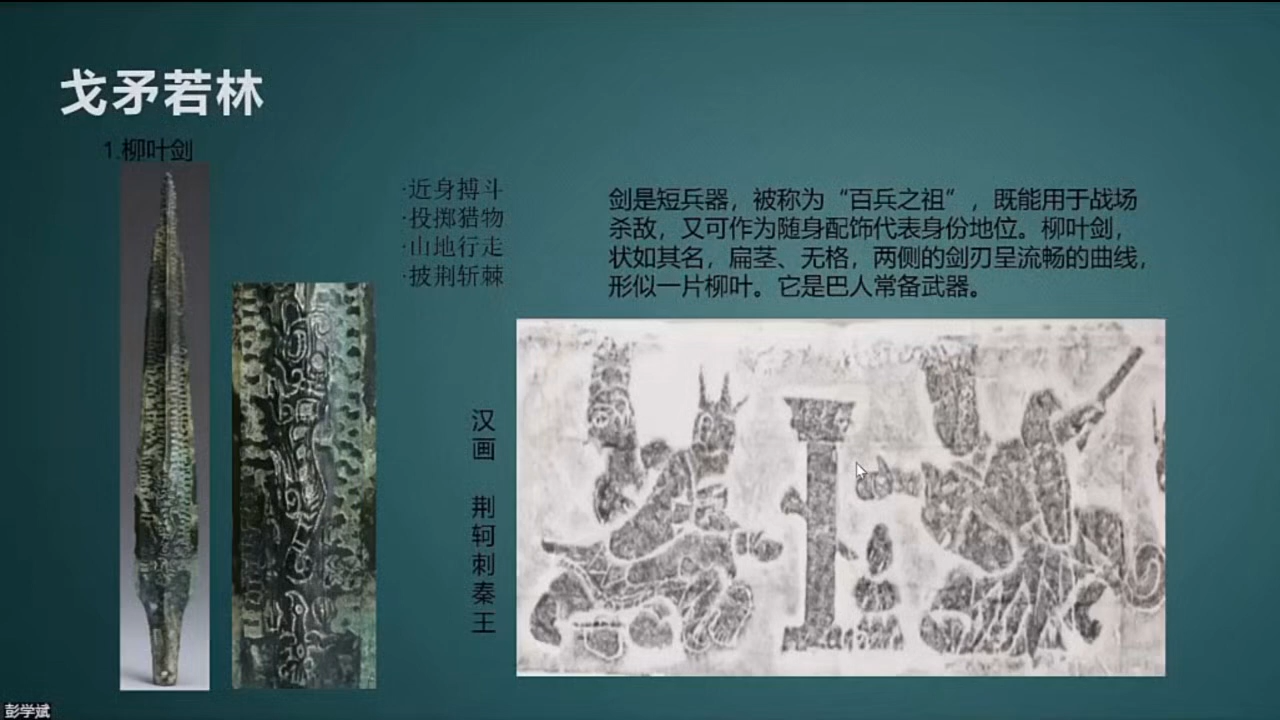 戈矛若林
1.柳叶剑
·近身搏斗
·投掷猎物
·山地行走
·披荆斩棘
剑是短兵器，被称为“百兵之祖”，既能用于战场
杀敌，又可作为随身配饰代表身份地位。柳叶剑，
状如其名，扁茎、无格，两侧的剑刃呈流畅的曲线，
形似一片柳叶。它是巴人常备武器。
汉画 荆轲刺秦王
彭学斌